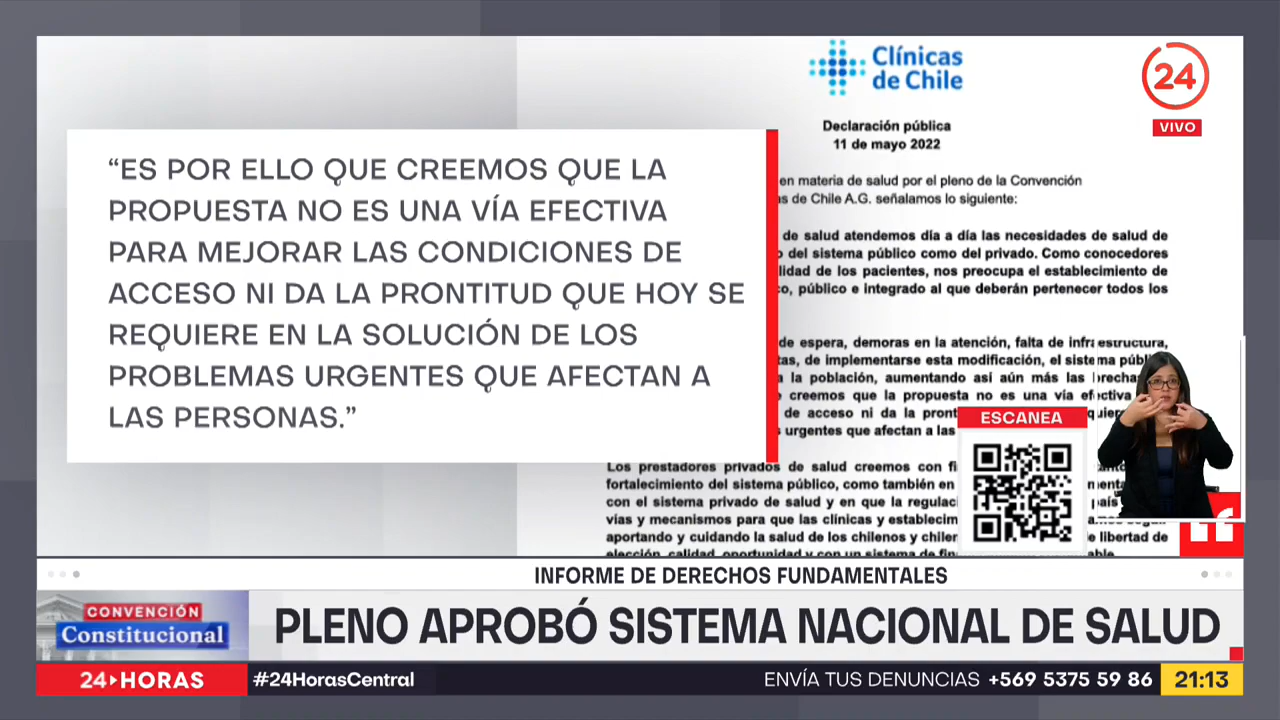 Clínicas
de Chile
24
VIVO
Declaración pública
11 de mayo 2022
“ES POR ELLO QUE CREEMOS QUE LA
PROPUESTA NO ES UNA VÍA EFECTIVA
PARA MEJORAR LAS CONDICIONES DE
ACCESO NI DA LA PRONTITUD QUE HOY SE
REQUIERE EN LA SOLUCIÓN DE LOS
PROBLEMAS URGENTES QUE AFECTAN A
LAS PERSONAS.”
en materia de salud por el pleno de la Convención
de Chile A.G. señalamos lo siguiente:
de salud atendemos día a día las necesidades de salud de
del sistema público como del privado. Como conocedores
de los pacientes, nos preocupa el establecimiento de
público e integrado al que deberán pertenecer todos los
de espera, demoras en la atención, falta de infraestructura,
de implementarse esta modificación, el sistema
a la población, aumentando así aún más las
creemos que la propuesta no es una vía efectiva
de acceso ni da la
urgentes que afectan a las
Los prestadores privados de salud creemos con
fortalecimiento del sistema público, como también en
con el sistema privado de salud y en que la
vías y mecanismos para que las clínicas y
aportando y cuidando la salud de los chilenos y
libertad de
elección, calidad, oportunidad y con un sistema de
ESCANEA
INFORME DE DERECHOS FUNDAMENTALES
CONVENCIÓN
Constitucional
PLENO APROBÓ SISTEMA NACIONAL DE SALUD
24 HORAS
#24HorasCentral
ENVÍA TUS DENUNCIAS +569 5375 59 86
21:13